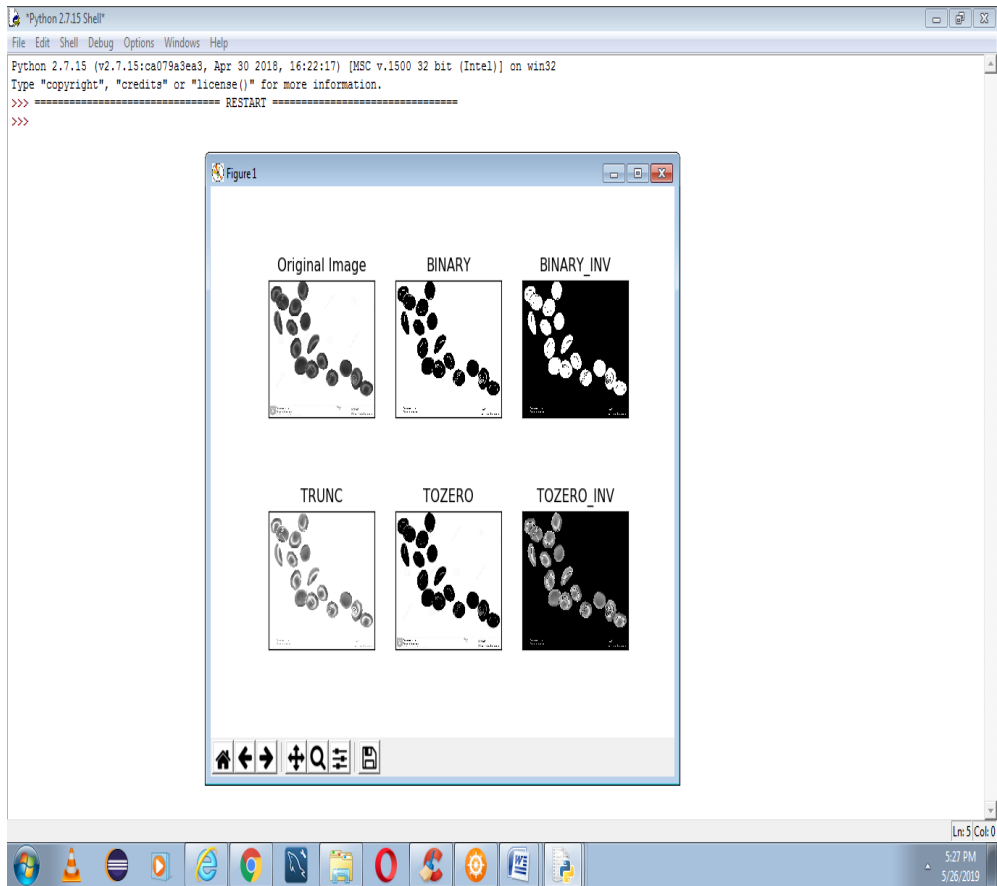 *Python 2.7.15 Shell*
File Edit Shell Debug Options Windows Help
Python 2.7.15 (v2.7.15:ca079a3ea3, Apr 30 2018, 16:22:17) [MSC v.1500 32 bit (Intel)] on win32
Type "copyright", "credits" or "license()" for more information.
>>> ================================ RESTART ================================
>>>
Figure 1
Original Image BINARY BINARY_INV
TRUNC TOZERO TOZERO_INV
Ln: 5 Col: 0
5:27 PM
5/26/2019